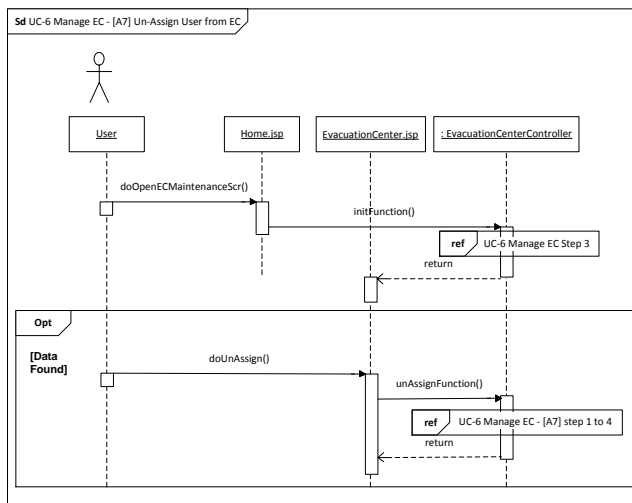 Sd UC-6 Manage EC - [A7] Un-Assign User from EC
User
Home.jsp
EvacuationCenter.jsp
: EvacuationCenterController
doOpenECMaintenanceScr()
initFunction()
ref UC-6 Manage EC Step 3
return
Opt
[Data
Found]
doUnAssign()
unAssignFunction()
ref UC-6 Manage EC - [A7] step 1 to 4
return